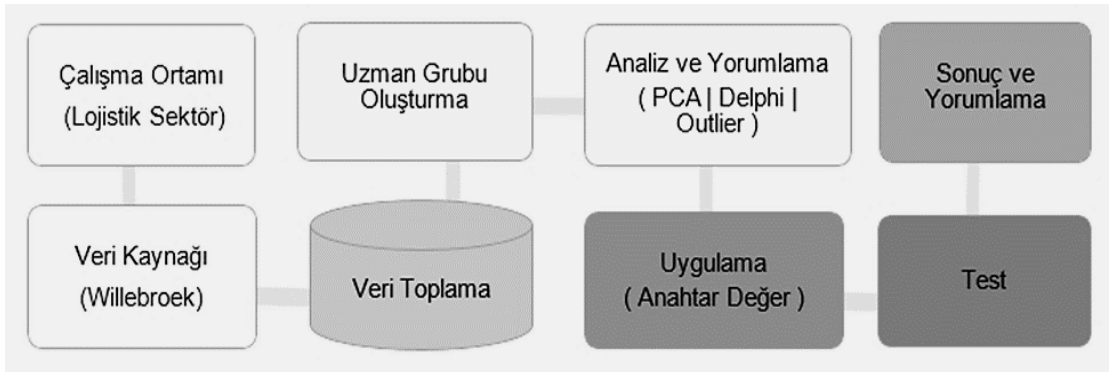 Çalışma Ortamı
(Lojistik Sektör)
Uzman Grubu
Oluşturma
Analiz ve Yorumlama
( PCA | Delphi |
Outlier )
Sonuç ve
Yorumlama
Veri Kaynağı
(Willebroek)
Veri Toplama
Uygulama
( Anahtar Değer )
Test